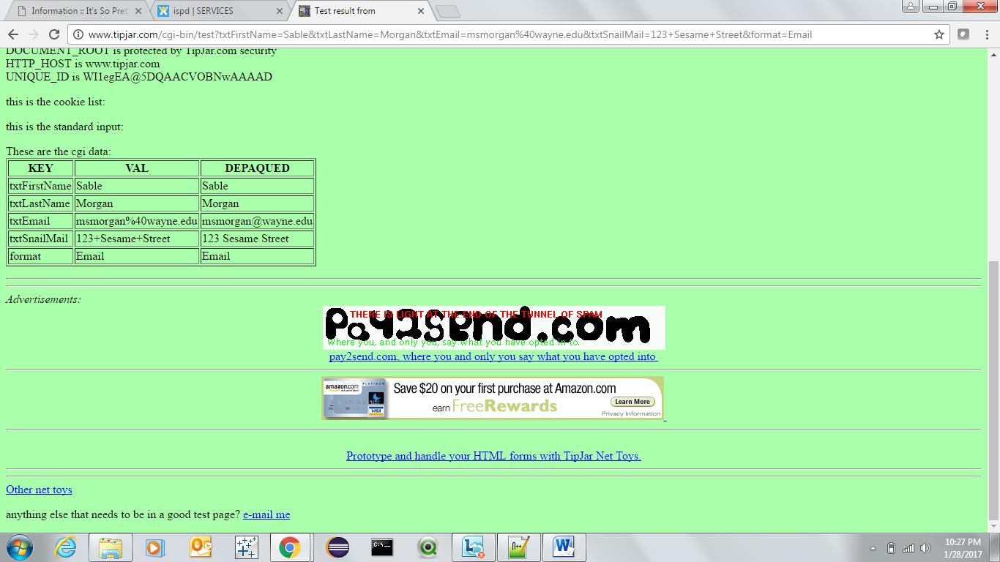 Information :: It's So Pret
ispd | SERVICES
Test result from
www.tipjar.com/cgi-bin/test?txtFirstName=Sable&txtLastName=Morgan&txtEmail=msmorgan%40wayne.edu&txtSnailMail=123+Sesame+Street&format=Email
DOCUMENT_ROOT is protected by TipJar.com security
HTTP_HOST is www.tipjar.com
UNIQUE_ID is WI1egEA@5DQAACVOBNwAAAAD
this is the cookie list:
this is the standard input:
These are the cgi data:
KEY VAL DEPAQUED
txtFirstName Sable Sable
txtLastName Morgan Morgan
txtEmail msmorgan%40wayne.edu msmorgan@wayne.edu
txtSnailMail 123+Sesame+Street 123 Sesame Street
format Email Email
Advertisements:
THERE IS LIGHT AT THE END OF THE TUNNEL OF SPAM
Pay2Send.com
Where you, and only you, say what you have opted in to.
pay2send.com, where you and only you say what you have opted into
amazon.com PLATINUM
VISA
Save $20 on your first purchase at Amazon.com
earn FreeRewards
Learn More
Privacy Information
Prototype and handle your HTML forms with TipJar Net Toys.
Other net toys
anything else that needs to be in a good test page? e-mail me
10:27 PM
1/28/2017